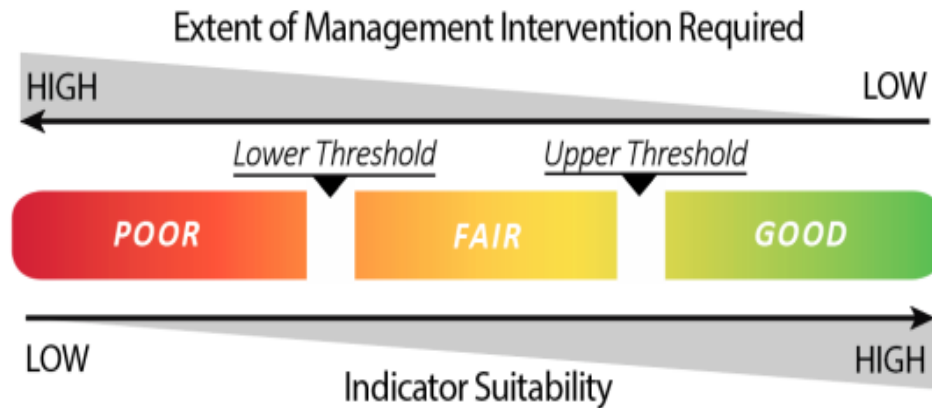 Extent of Management Intervention Required
HIGH LOW
Lower Threshold Upper Threshold
POOR FAIR GOOD
LOW HIGH
Indicator Suitability